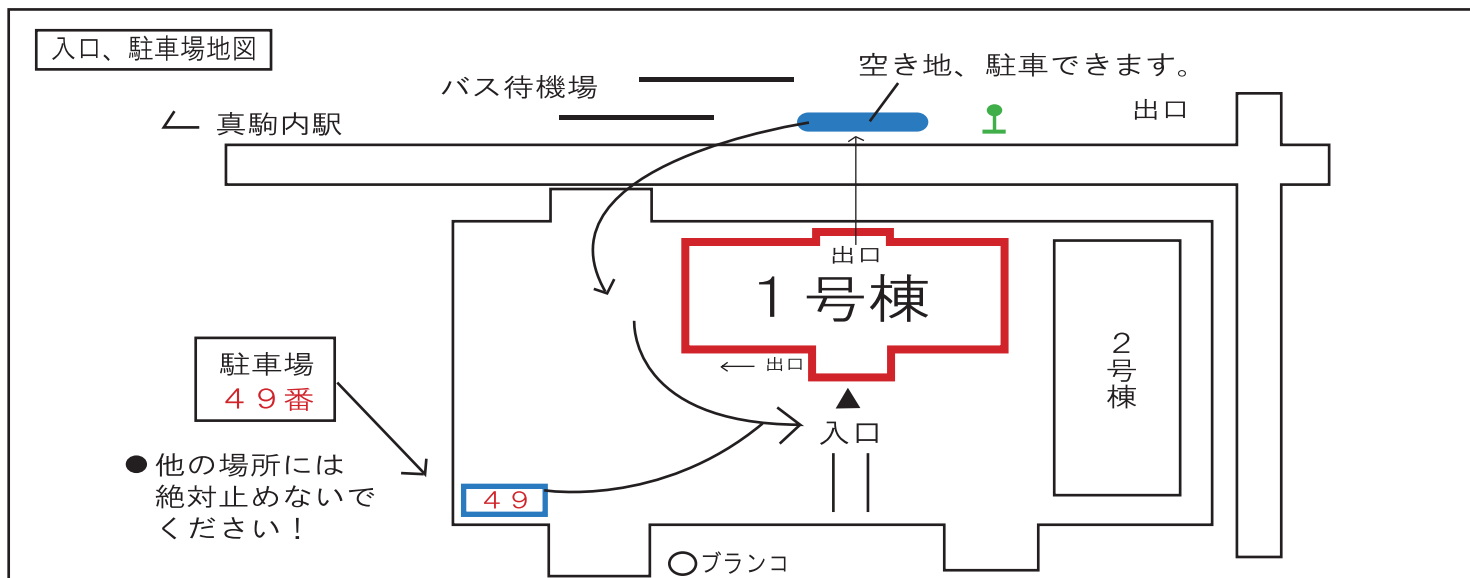 入口、駐車場地図
空き地、駐車できます。
バス待機場
出口
真駒内駅
出口
1号棟
2号棟
出口
駐車場
49番
入口
●他の場所には
絶対止めないで
ください！
49
ブランコ